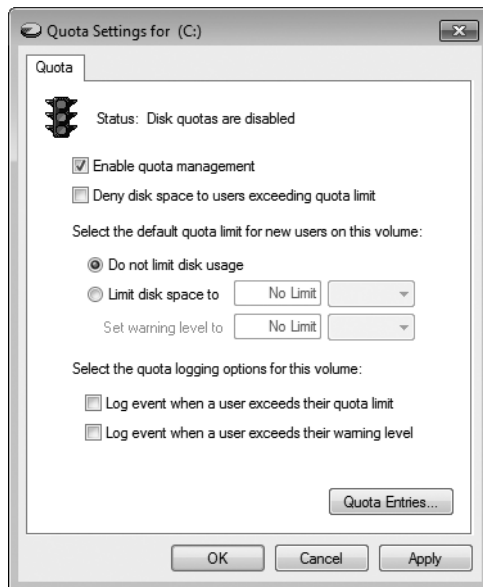 Quota Settings for (C:)
Quota
Status: Disk quotas are disabled
Enable quota management
Deny disk space to users exceeding quota limit
Select the default quota limit for new users on this volume:
Do not limit disk usage
Limit disk space to No Limit
Set warning level to No Limit
Select the quota logging options for this volume:
Log event when a user exceeds their quota limit
Log event when a user exceeds their warning level
Quota Entries...
OK Cancel Apply